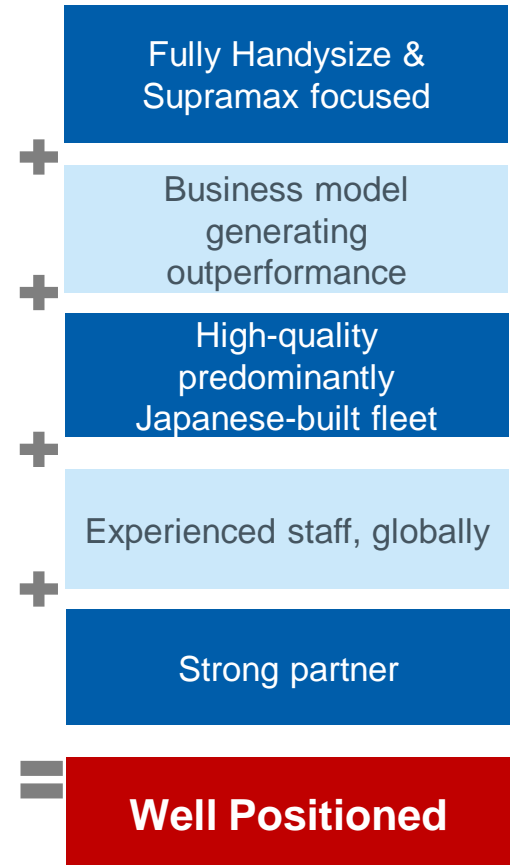 Fully Handysize &
Supramax focused
+
Business model
generating
outperformance
+
High-quality
predominantly
Japanese-built fleet
+
Experienced staff, globally
+
Strong partner
=
Well Positioned